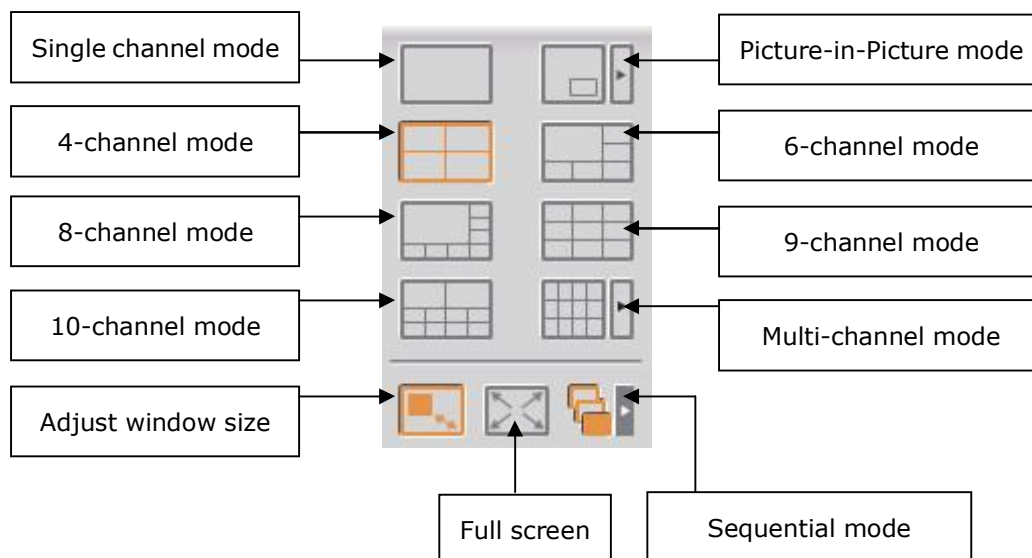 Single channel mode
Picture-in-Picture mode
4-channel mode
6-channel mode
8-channel mode
9-channel mode
10-channel mode
Multi-channel mode
Adjust window size
Full screen
Sequential mode